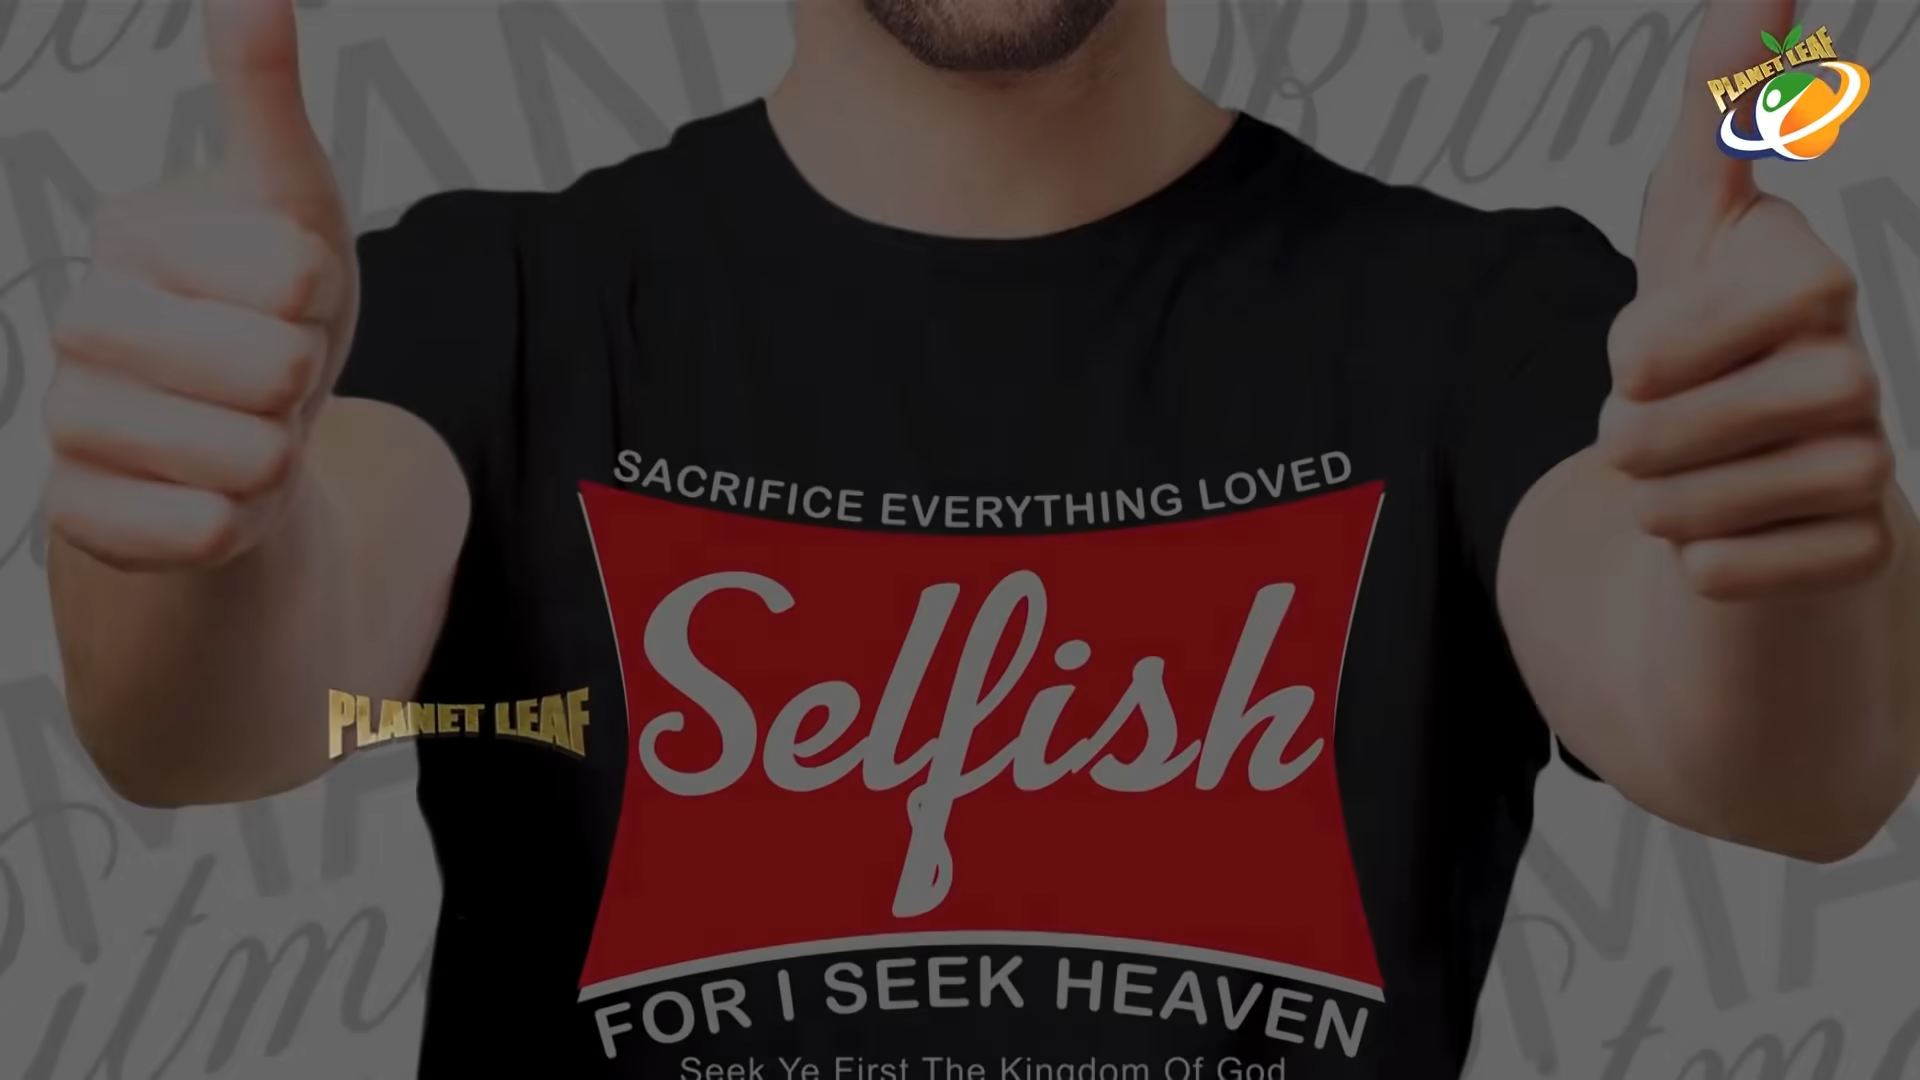 PLANET LEAF
SACRIFICE EVERYTHING LOVED
Selfish
PLANET LEAF
FOR I SEEK HEAVEN
Seek Ye First The Kingdom Of God